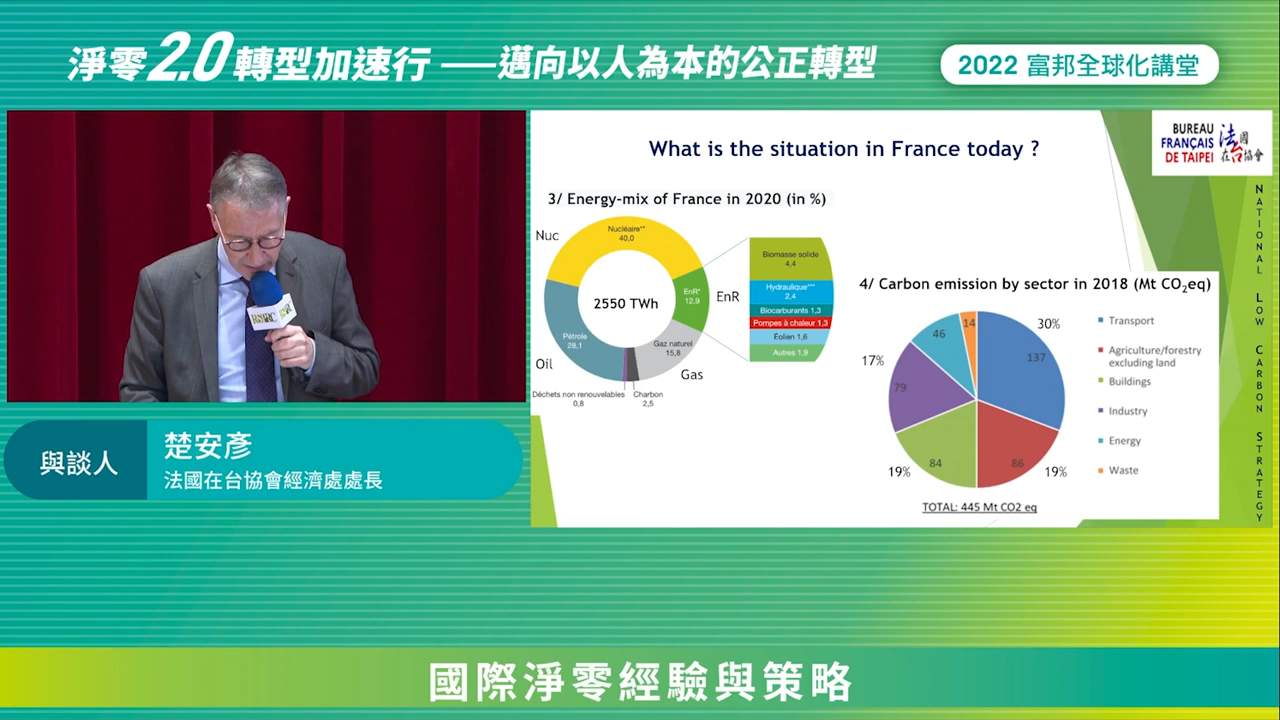 淨零2.0轉型加速行——邁向以人為本的公正轉型
2022 富邦全球化講堂
What is the situation in France today ?
BUREAU
FRANÇAIS
DE TAIPEI
法國
在台協會
3/ Energy-mix of France in 2020 (in %)
Nuc
Nucléaire**
40,0
EnR*
12,9
EnR
2550 TWh
Pétrole
28,1
Oil
Gaz naturel
15,8
Gas
Déchets non renouvelables
0,8
Charbon
2,5
Biomasse solide
4,4
Hydraulique***
2,4
Biocarburants 1,3
Pompes à chaleur 1,3
Éolien 1,6
Autres 1,9
4/ Carbon emission by sector in 2018 (Mt CO2eq)
30%
137
19%
86
19%
84
17%
79
46
14
Transport
Agriculture/forestry
excluding land
Buildings
Industry
Energy
Waste
TOTAL: 445 Mt CO2 eq
NATIONAL LOW CARBON STRATEGY
與談人
楚安彥
法國在台協會經濟處處長
國際淨零經驗與策略